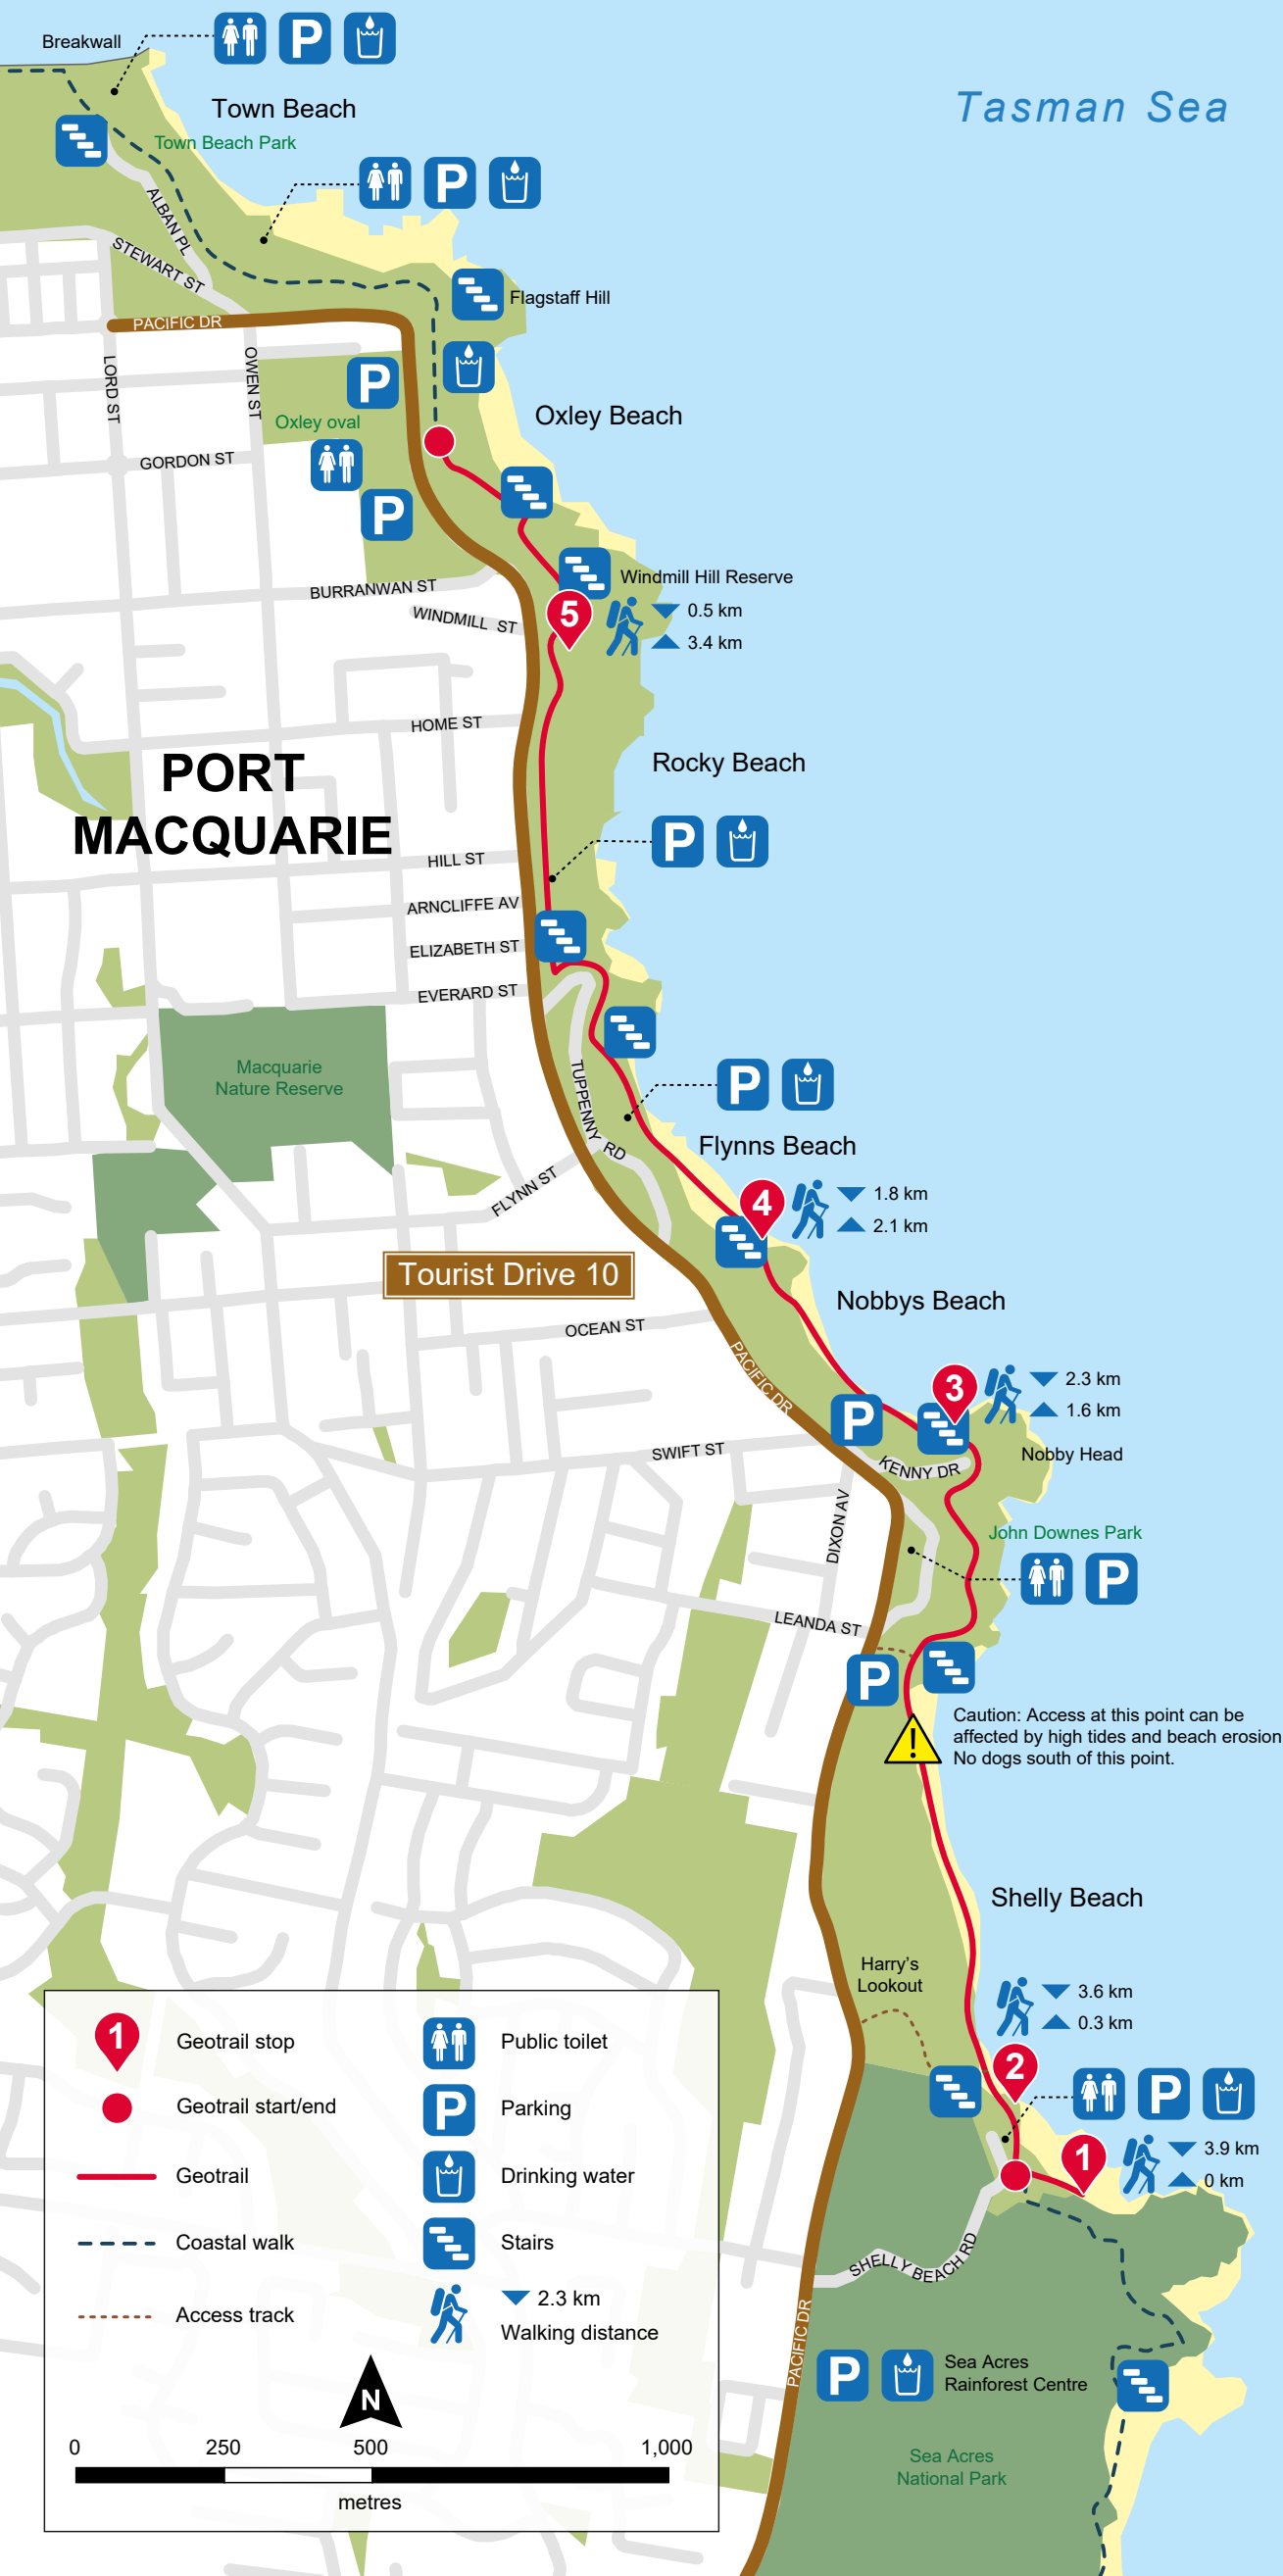 Breakwall
Town Beach
Tasman Sea
Town Beach Park
ALBAN PL
STEWART ST
Flagstaff Hill
PACIFIC DR
LORD ST
OWEN ST
Oxley Beach
Oxley oval
GORDON ST
Windmill Hill Reserve
BURRANWAN ST
5
0.5 km
WINDMILL ST
3.4 km
HOME ST
PORT
MACQUARIE
Rocky Beach
HILL ST
ARNCLIFFE AV
ELIZABETH ST
EVERARD ST
Macquarie
Nature Reserve
TUPPENNY RD
Flynns Beach
FLYNN ST
4
1.8 km
2.1 km
Tourist Drive 10
Nobbys Beach
OCEAN ST
PACIFIC DR
3
2.3 km
1.6 km
SWIFT ST
Nobby Head
KENNY DR
DIXON AV
John Downes Park
LEANDA ST
Caution: Access at this point can be
affected by high tides and beach erosion
No dogs south of this point.
Shelly Beach
Harry's
Lookout
3.6 km
0.3 km
2
1
3.9 km
0 km
SHELLY BEACH RD
PACIFIC DR
Sea Acres
Rainforest Centre
Sea Acres
National Park
1
Geotrail stop
Public toilet
Geotrail start/end
P
Parking
Geotrail
Drinking water
Coastal walk
Stairs
Access track
2.3 km
Walking distance
N
0 250 500 1,000
metres
P
P
P
P
P
P
P
P
P
P
P
P
!